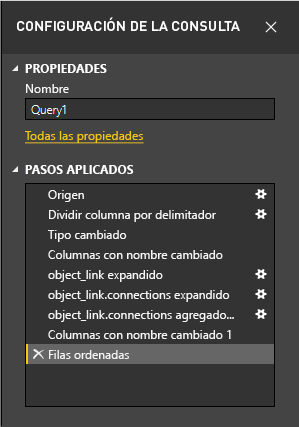 CONFIGURACIÓN DE LA CONSULTA
PROPIEDADES
Nombre
Query1
Todas las propiedades
PASOS APLICADOS
Origen
Dividir columna por delimitador
Tipo cambiado
Columnas con nombre cambiado
object_link expandido
object_link.connections expandido
object_link.connections agregado...
Columnas con nombre cambiado 1
Filas ordenadas